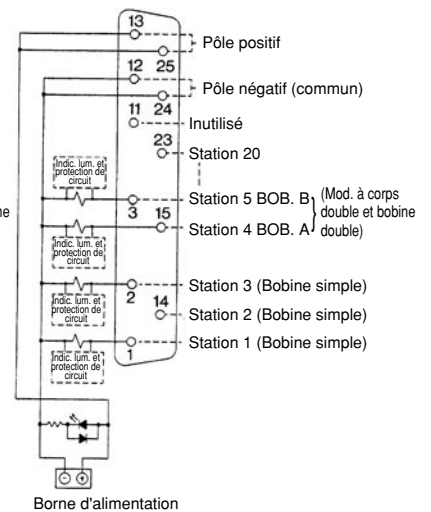 13
Pôle positif
12 25
Pôle négatif (commun)
11 24
Inutilisé
23
Station 20
Indic. lum. et
protection de
circuit
Station 5 BOB. B
(Mod. à corps
double et bobine
double)
3 15
Station 4 BOB. A
Indic. lum. et
protection de
circuit
Station 3 (Bobine simple)
2 14
Indic. lum. et
protection de
circuit
Station 2 (Bobine simple)
Station 1 (Bobine simple)
1
Indic. lum. et
protection de
circuit
Borne d'alimentation